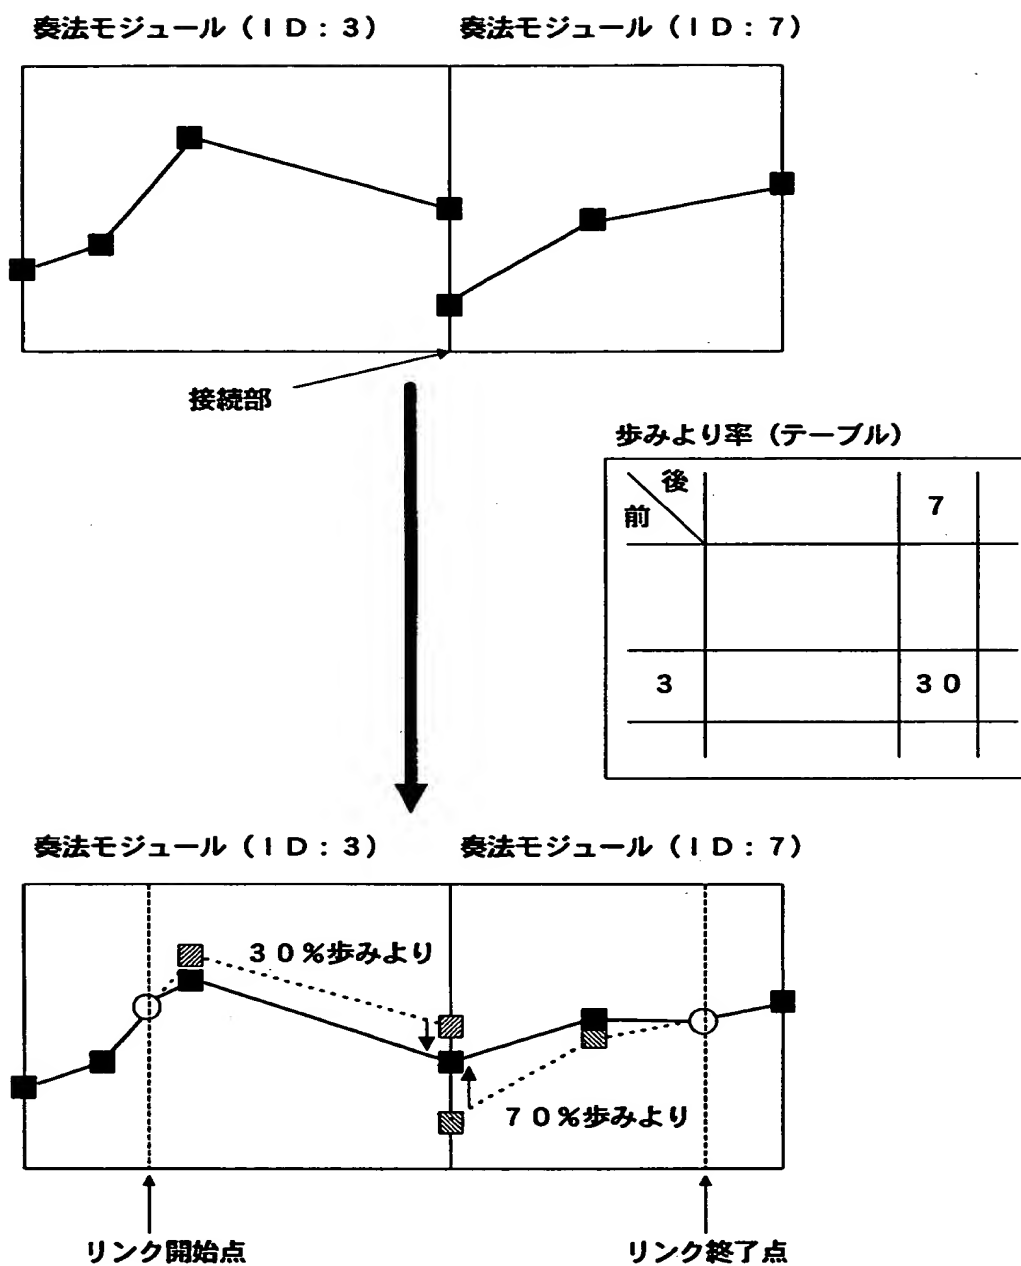 奏法モジュール（ＩＤ：３）
奏法モジュール（ＩＤ：７）
接続部
歩みより率（テーブル）
後
前
７
３
３０
奏法モジュール（ＩＤ：３）
奏法モジュール（ＩＤ：７）
３０％歩みより
７０％歩みより
リンク開始点
リンク終了点